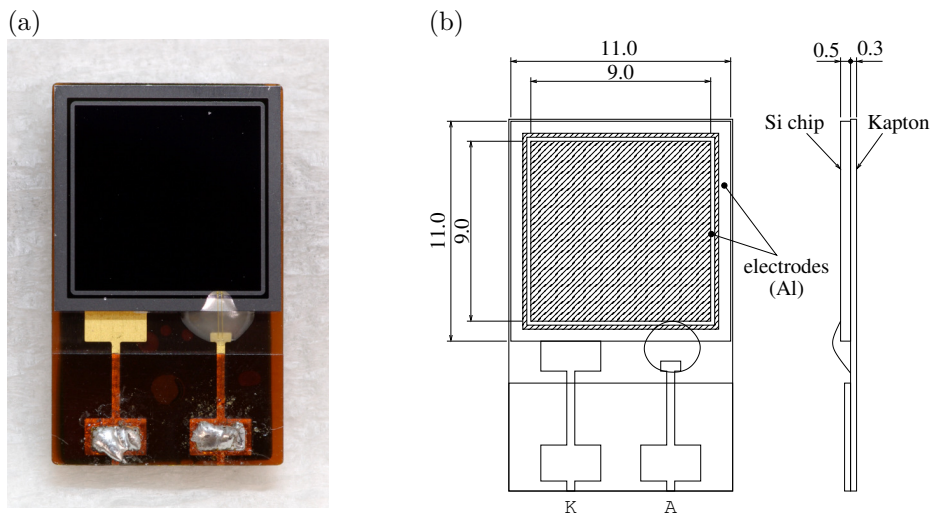 (a)
(b)
11.0
9.0
0.5
0.3
Si chip
Kapton
11.0
9.0
electrodes
(Al)
K
A